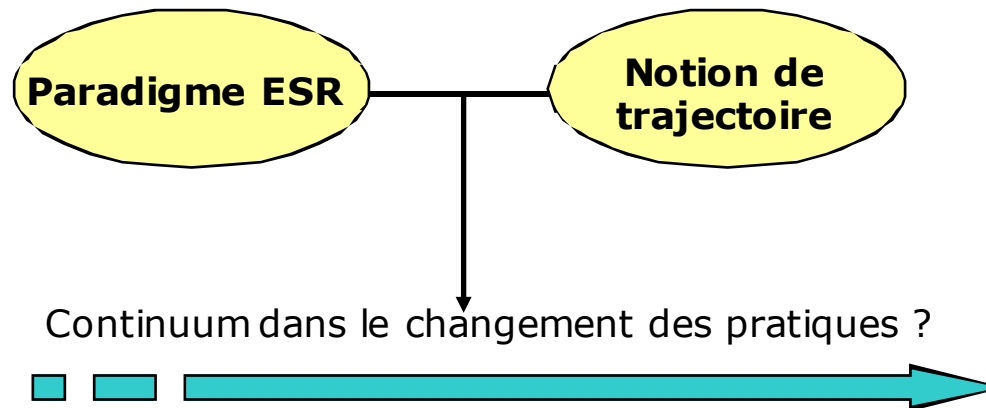 Paradigme ESR
Notion de
trajectoire
Continuum dans le changement des pratiques ?